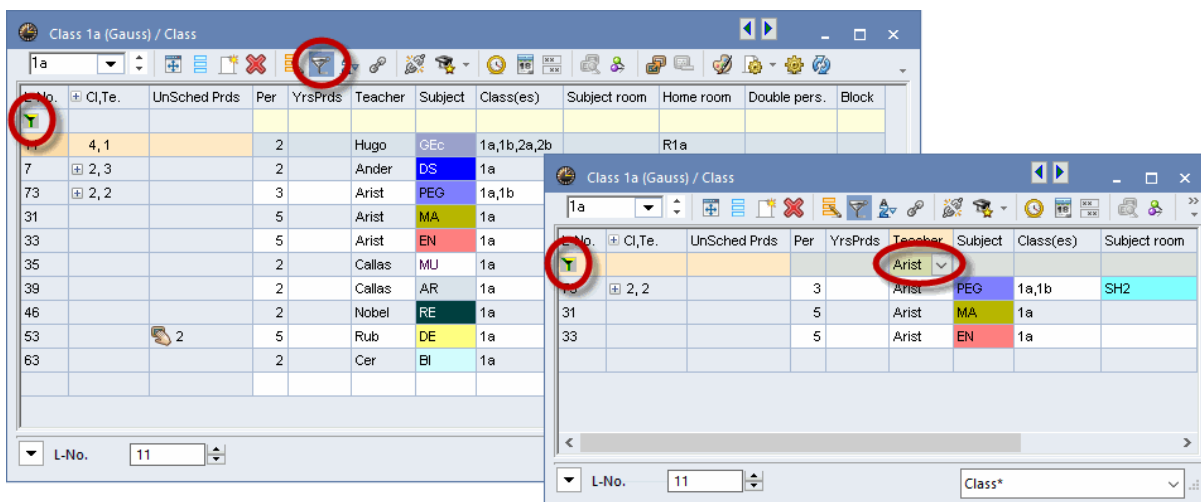 Class 1a (Gauss) / Class
1a
L-No. Cl,Te. UnSched Prds Per YrsPrds Teacher Subject Class(es) Subject room Home room Double pers. Block
11 4, 1 2 Hugo GEc 1a,1b,2a,2b R1a
7 2, 3 2 Ander DS 1a
73 2, 2 3 Arist PEG 1a,1b
31 5 Arist MA 1a
33 5 Arist EN 1a
35 2 Callas MU 1a
39 2 Callas AR 1a
46 2 Nobel RE 1a
53 2 5 Rub DE 1a
63 2 Cer BI 1a
L-No. 11
Class 1a (Gauss) / Class
1a
L-No. Cl,Te. UnSched Prds Per YrsPrds Teacher Subject Class(es) Subject room
Arist
73 2, 2 3 Arist PEG 1a,1b SH2
31 5 Arist MA 1a
33 5 Arist EN 1a
L-No. 11 Class*